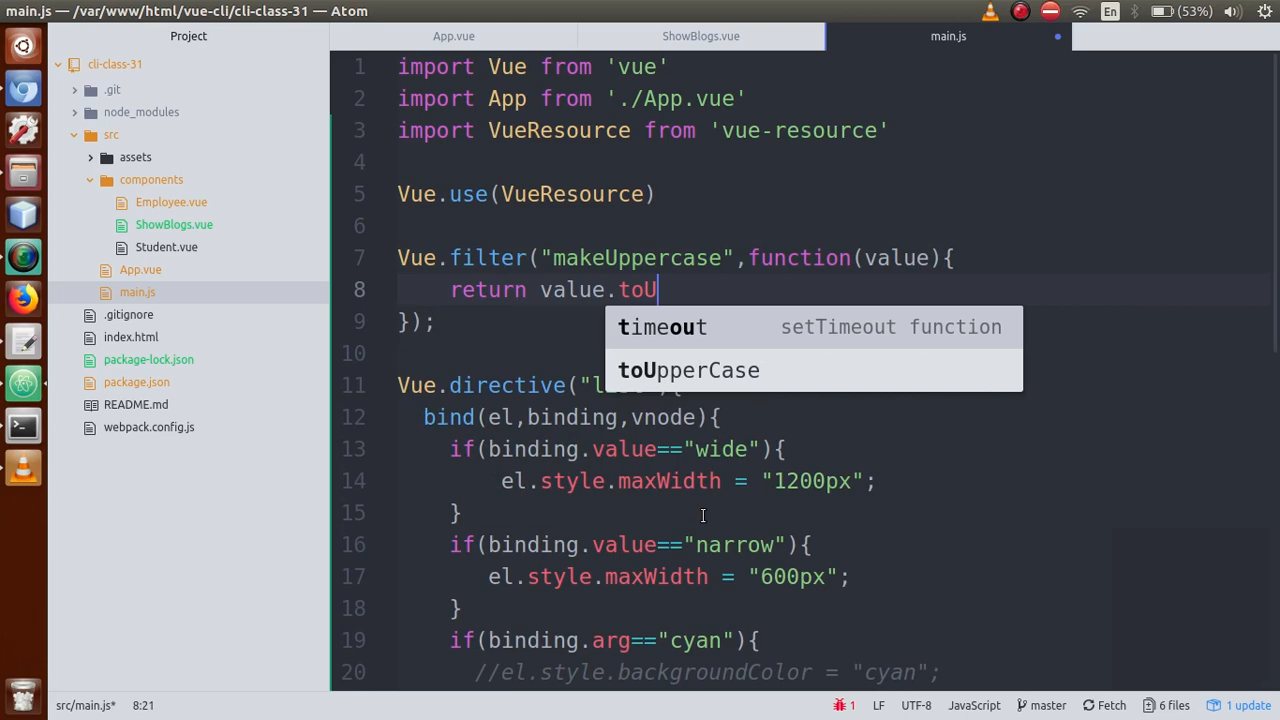 main.js — /var/www/html/vue-cli/cli-class-31 — Atom
En
(53%)
Project
App.vue
ShowBlogs.vue
main.js
cli-class-31
.git
node_modules
src
assets
components
Employee.vue
ShowBlogs.vue
Student.vue
App.vue
main.js
.gitignore
index.html
package-lock.json
package.json
README.md
webpack.config.js
1 import Vue from 'vue'
2 import App from './App.vue'
3 import VueResource from 'vue-resource'
4
5 Vue.use(VueResource)
6
7 Vue.filter("makeUppercase",function(value){
8 return value.toU
timeout setTimeout function
toUpperCase
9 });
10
11 Vue.directive("
12 bind(el,binding,vnode){
13 if(binding.value=="wide"){
14 el.style.maxWidth = "1200px";
15 }
16 if(binding.value=="narrow"){
17 el.style.maxWidth = "600px";
18 }
19 if(binding.arg=="cyan"){
20 //el.style.backgroundColor = "cyan";
src/main.js* 8:21
1 LF UTF-8 JavaScript master Fetch 6 files 1 update